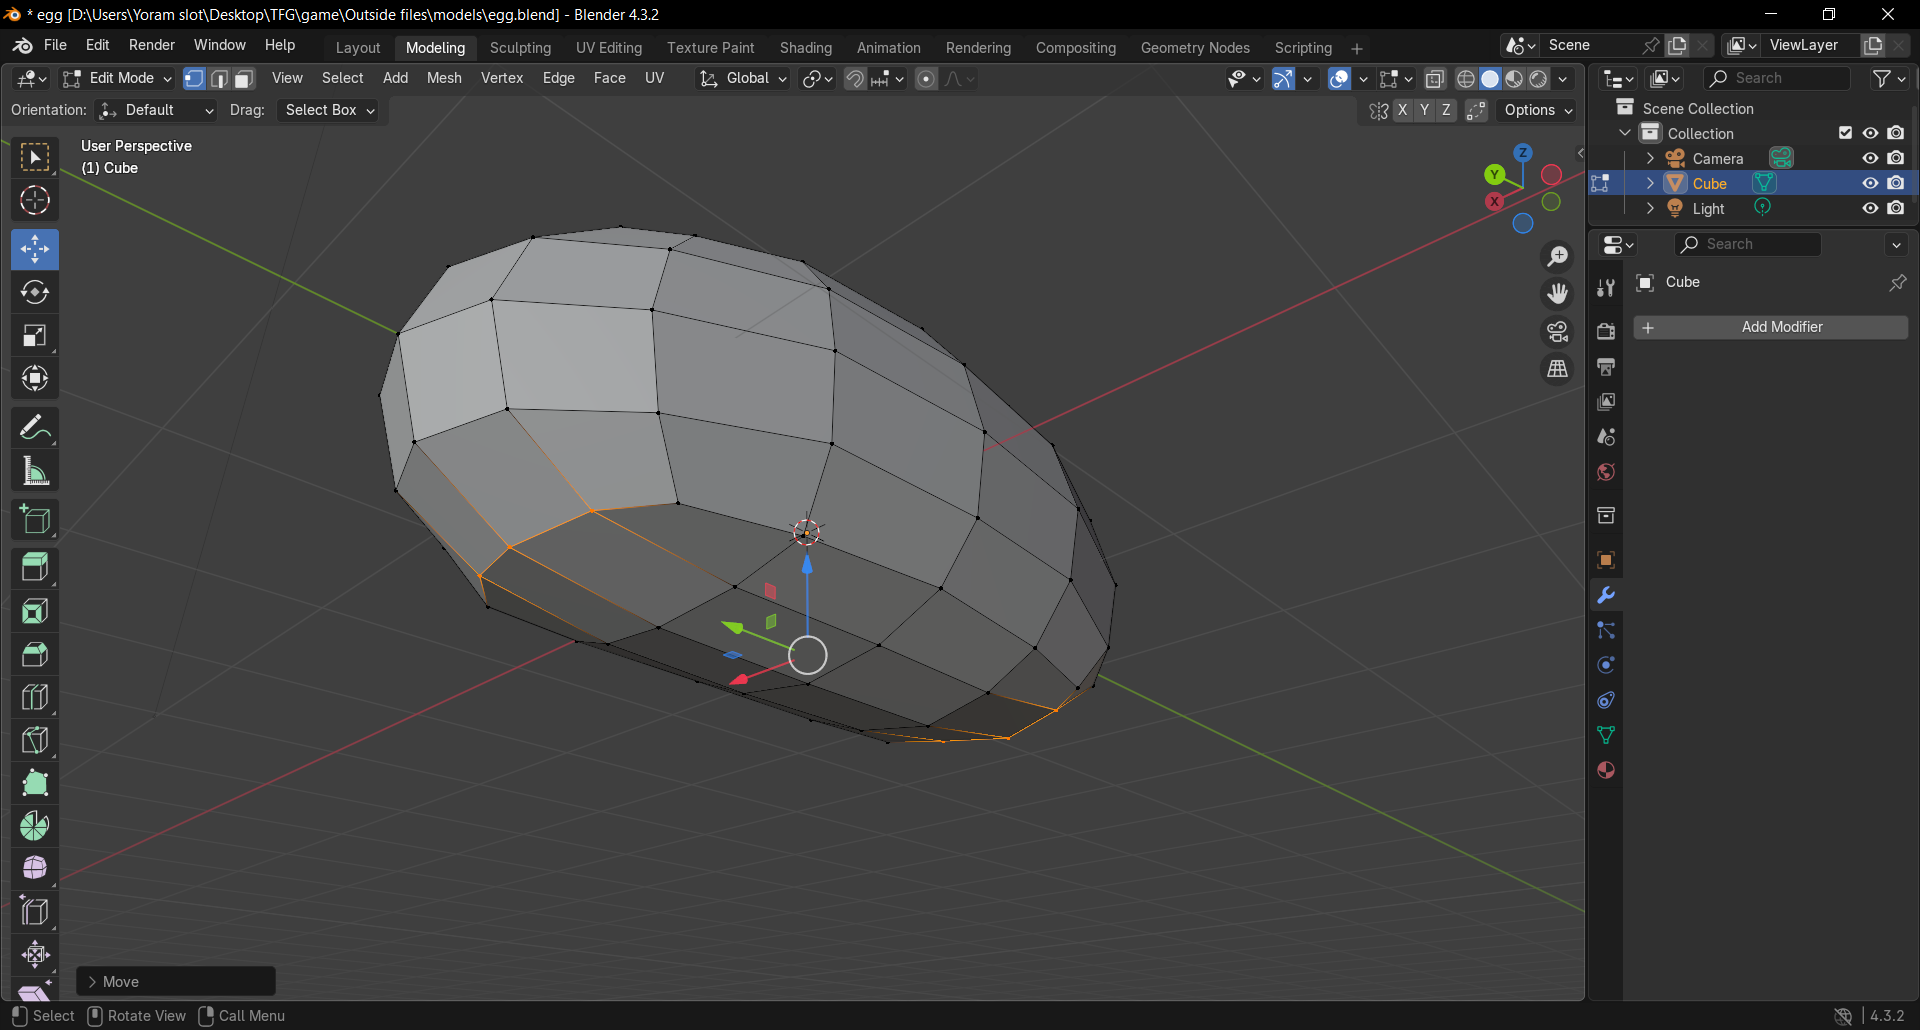 * egg [D:\Users\Yoram slot\Desktop\TFG\game\Outside files\models\egg.blend] - Blender 4.3.2
File Edit Render Window Help Layout Modeling Sculpting UV Editing Texture Paint Shading Animation Rendering Compositing Geometry Nodes Scripting + Scene ViewLayer
Edit Mode View Select Add Mesh Vertex Edge Face UV Global Search
Orientation: Default Drag: Select Box X Y Z Options
Scene Collection
Collection
Camera
Cube
Light
User Perspective
(1) Cube
Z
Y
X
Search
Cube
+ Add Modifier
Move
Select Rotate View Call Menu 4.3.2